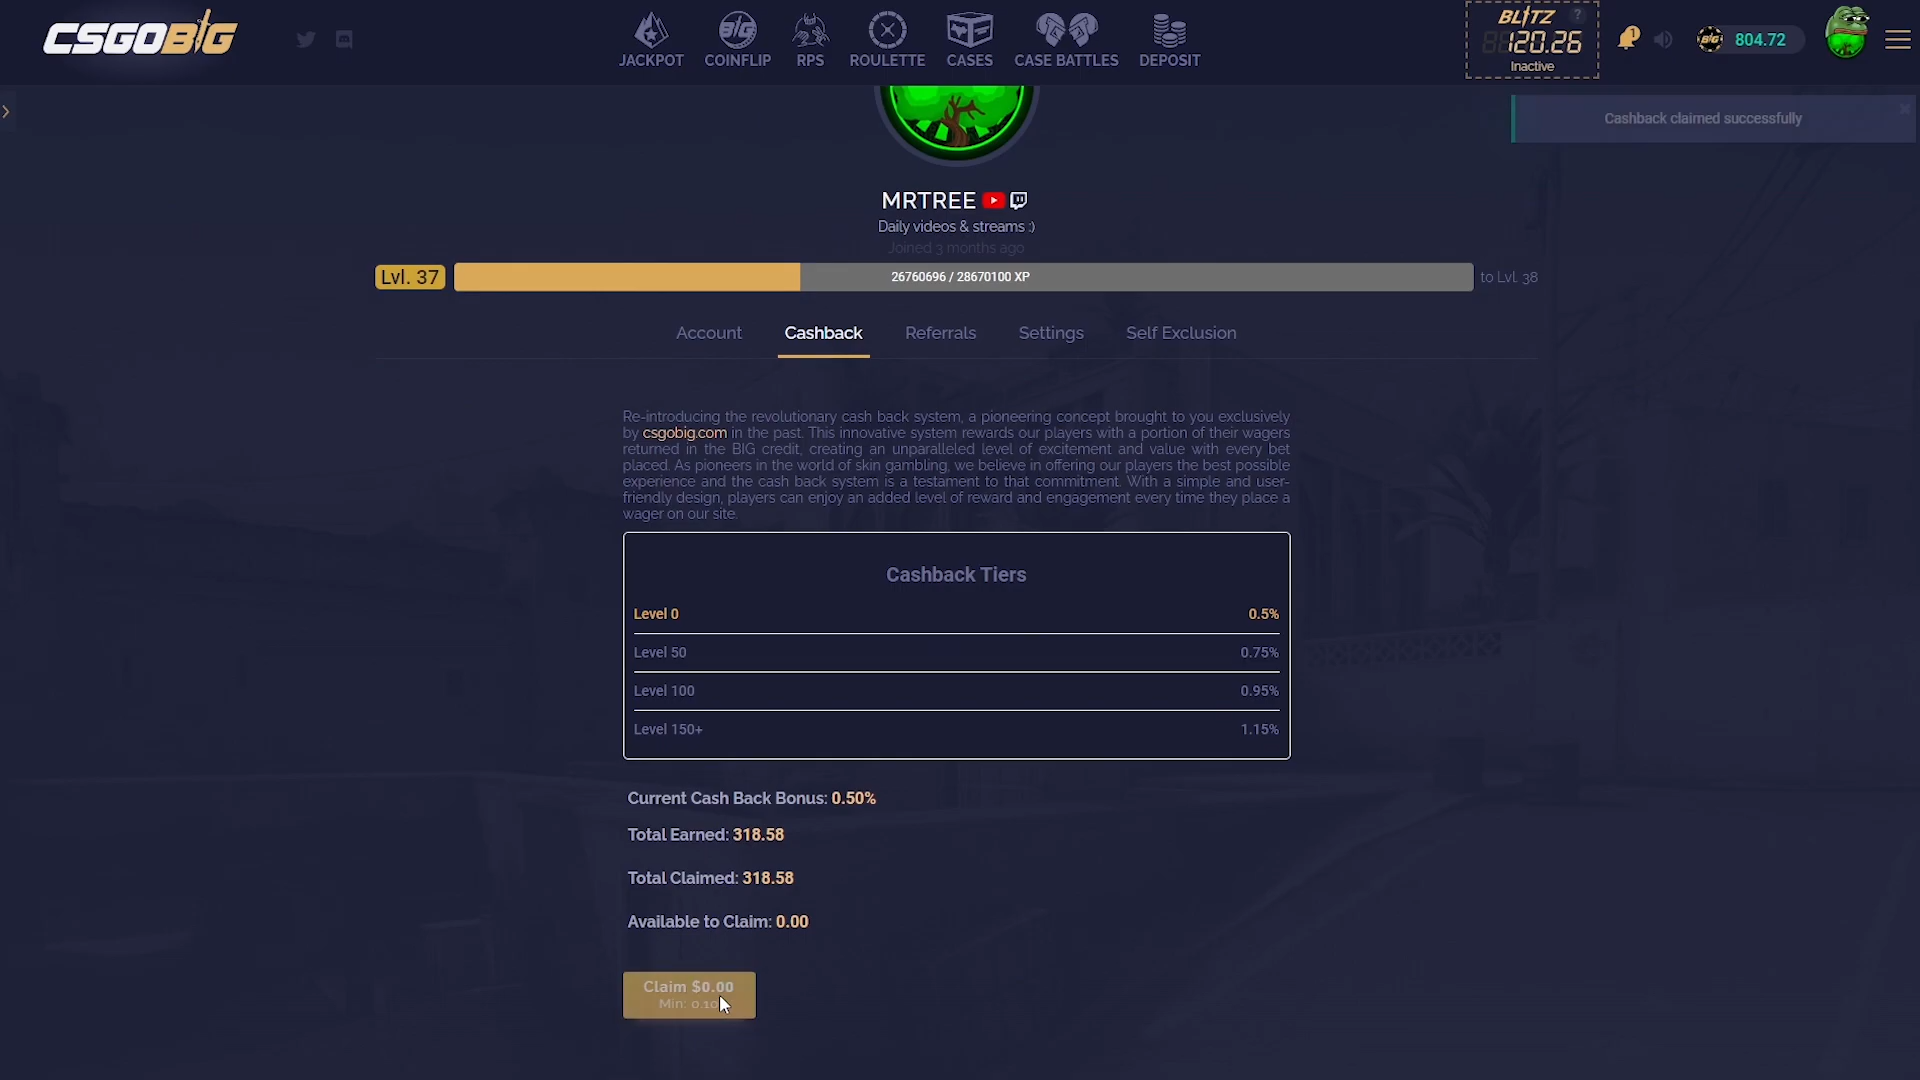 CSGOBIG
JACKPOT
COINFLIP
RPS
ROULETTE
CASES
CASE BATTLES
DEPOSIT
BLITZ
?
120.26
Inactive
1
BIG
804.72
Cashback claimed successfully
MRTREE
Daily videos & streams :)
Joined 3 months ago
Lvl. 37
26760696 / 28670100 XP
to Lvl. 38
Account
Cashback
Referrals
Settings
Self Exclusion
Re-introducing the revolutionary cash back system, a pioneering concept brought to you exclusively
by csgobig.com in the past. This innovative system rewards our players with a portion of their wagers
returned in the BIG credit, creating an unparalleled level of excitement and value with every bet
placed. As pioneers in the world of skin gambling, we believe in offering our players the best possible
experience and the cash back system is a testament to that commitment. With a simple and user-
friendly design, players can enjoy an added level of reward and engagement every time they place a
wager on our site.
Cashback Tiers
Level 0 0.5%
Level 50 0.75%
Level 100 0.95%
Level 150+ 1.15%
Current Cash Back Bonus: 0.50%
Total Earned: 318.58
Total Claimed: 318.58
Available to Claim: 0.00
Claim $0.00
Min: 0.10